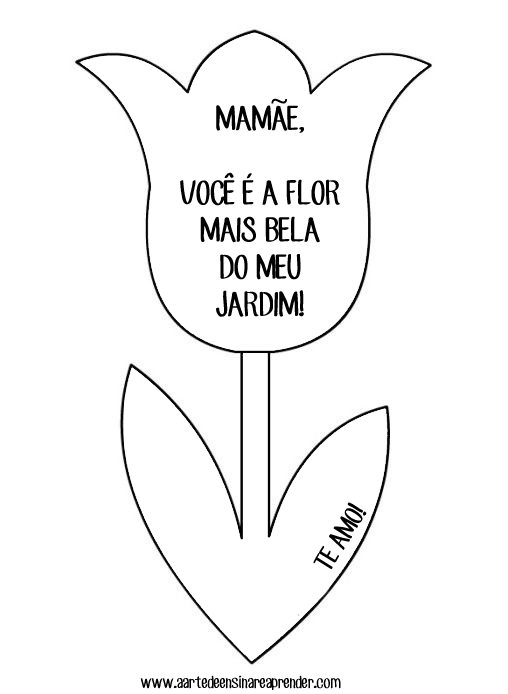 MAMÃE,
VOCÊ É A FLOR
MAIS BELA
DO MEU
JARDIM!
TE AMO!
www.aartedeensinareaprender.com